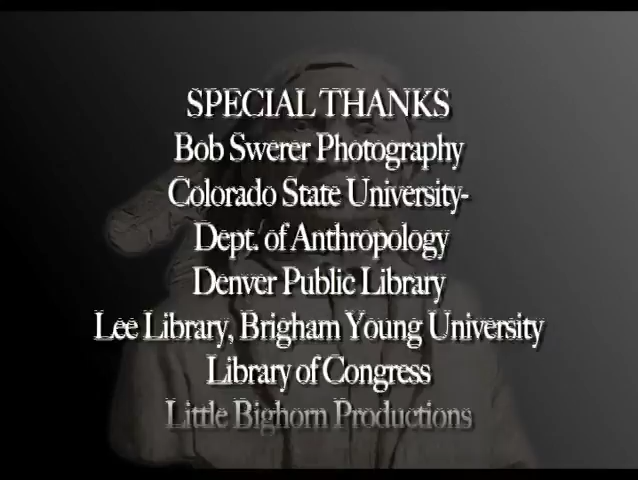 SPECIAL THANKS
Bob Swerer Photography
Colorado State University-
Dept. of Anthropology
Denver Public Library
Lee Library, Brigham Young University
Library of Congress
Little Bighorn Productions